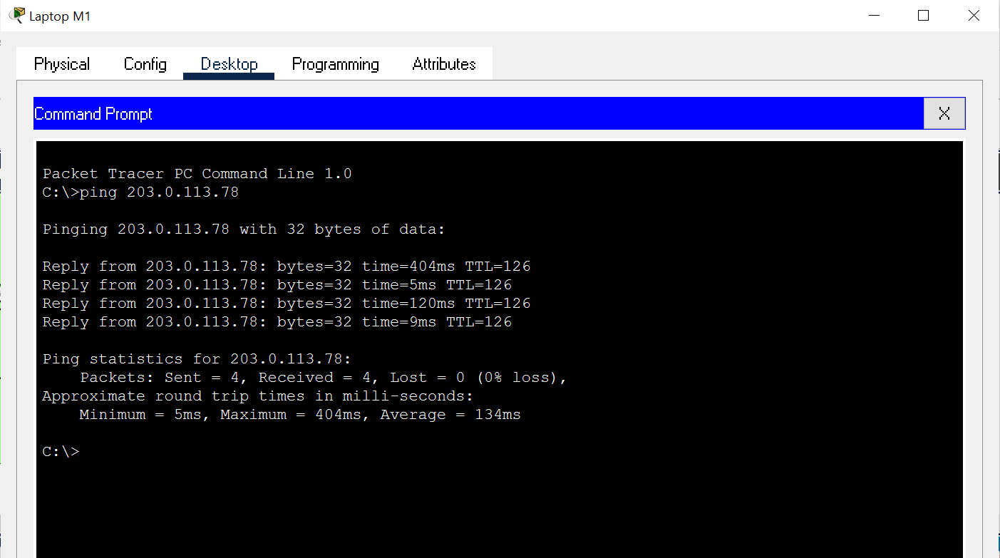 Laptop M1
Physical Config Desktop Programming Attributes
Command Prompt X
Packet Tracer PC Command Line 1.0
C:\>ping 203.0.113.78
Pinging 203.0.113.78 with 32 bytes of data:
Reply from 203.0.113.78: bytes=32 time=404ms TTL=126
Reply from 203.0.113.78: bytes=32 time=5ms TTL=126
Reply from 203.0.113.78: bytes=32 time=120ms TTL=126
Reply from 203.0.113.78: bytes=32 time=9ms TTL=126
Ping statistics for 203.0.113.78:
Packets: Sent = 4, Received = 4, Lost = 0 (0% loss),
Approximate round trip times in milli-seconds:
Minimum = 5ms, Maximum = 404ms, Average = 134ms
C:\>